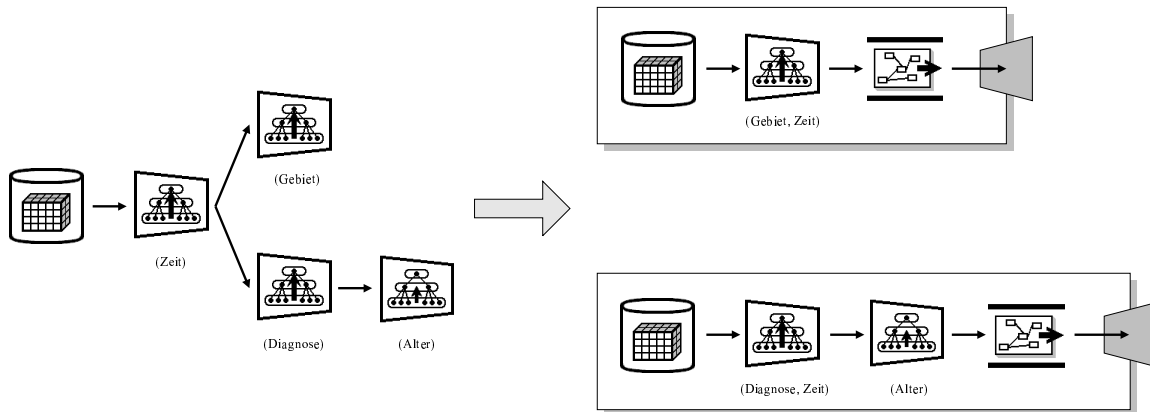 (Gebiet, Zeit)
(Gebiet)
(Zeit)
(Diagnose)
(Alter)
(Diagnose, Zeit)
(Alter)